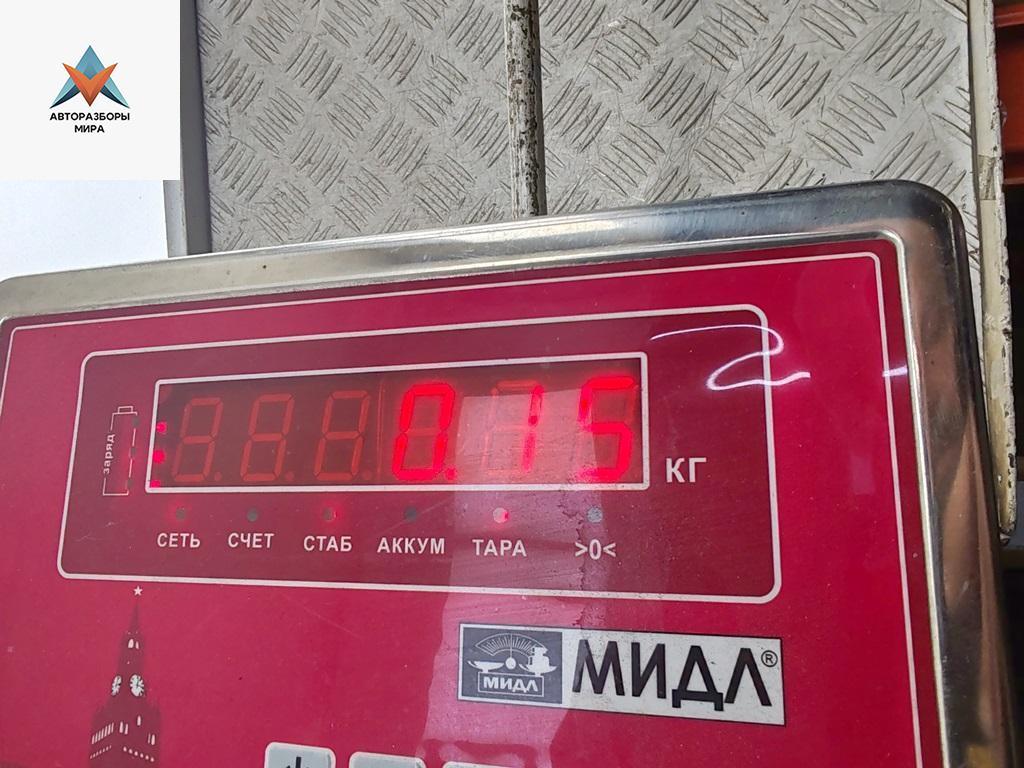 АВТОРАЗБОРЫ
МИРА
заряд
0.15
КГ
СЕТЬ СЧЕТ СТАБ АККУМ ТАРА >0<
МИДЛ МИДЛ®